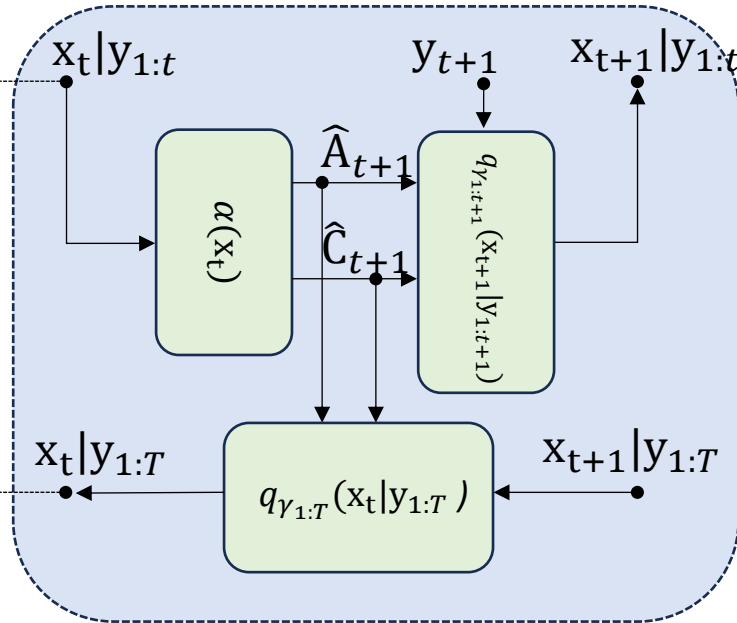 x_t|y_{1:t}
y_{t+1}
x_{t+1}|y_{1:t}
α(x_t)
Â_{t+1}
Ĉ_{t+1}
q_{γ_{1:t+1}}(x_{t+1}|y_{1:t+1})
x_t|y_{1:T}
q_{γ_{1:T}}(x_t|y_{1:T})
x_{t+1}|y_{1:T}